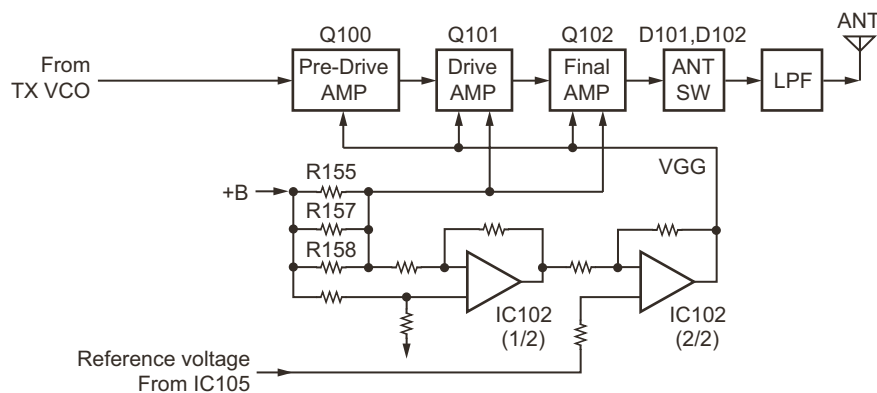 Q100
Q101
Q102
D101,D102
ANT
From
TX VCO
Pre-Drive
AMP
Drive
AMP
Final
AMP
ANT
SW
LPF
VGG
+B
R155
R157
R158
IC102
(1/2)
IC102
(2/2)
Reference voltage
From IC105